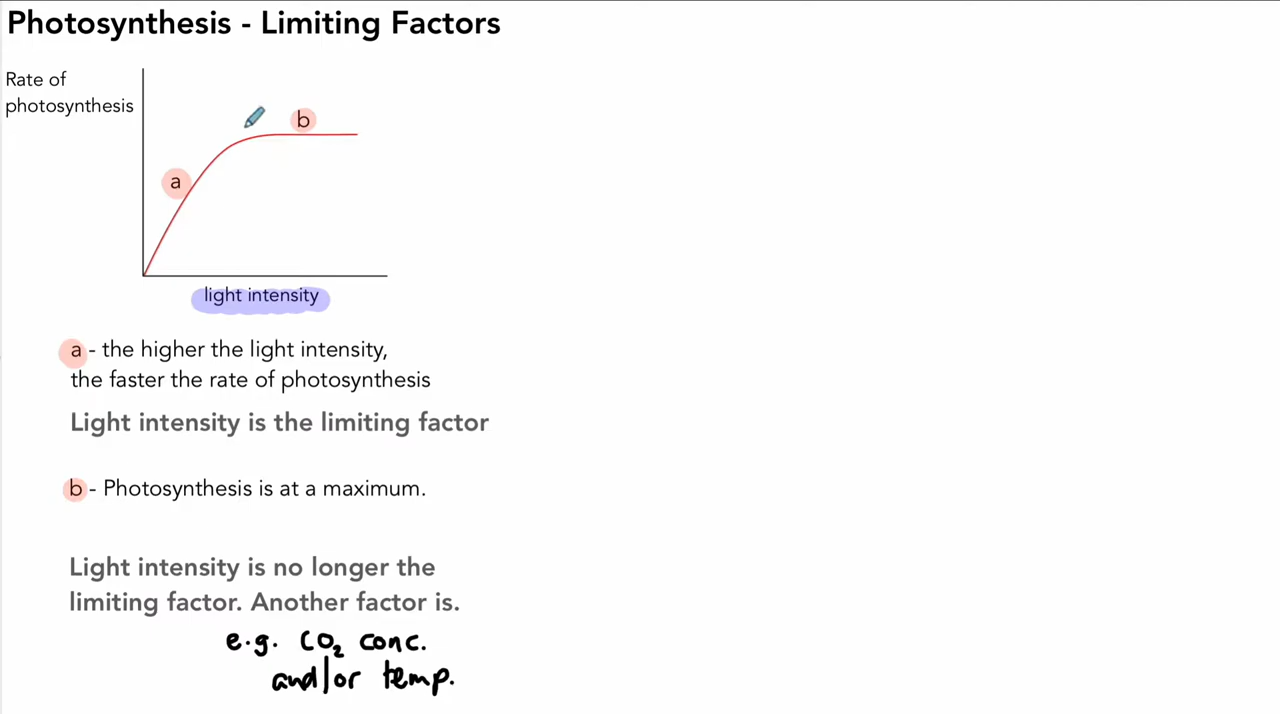 Photosynthesis - Limiting Factors
Rate of
photosynthesis
b
a
light intensity
a - the higher the light intensity,
the faster the rate of photosynthesis
Light intensity is the limiting factor
b - Photosynthesis is at a maximum.
Light intensity is no longer the
limiting factor. Another factor is.
e.g. CO₂ conc.
and/or temp.